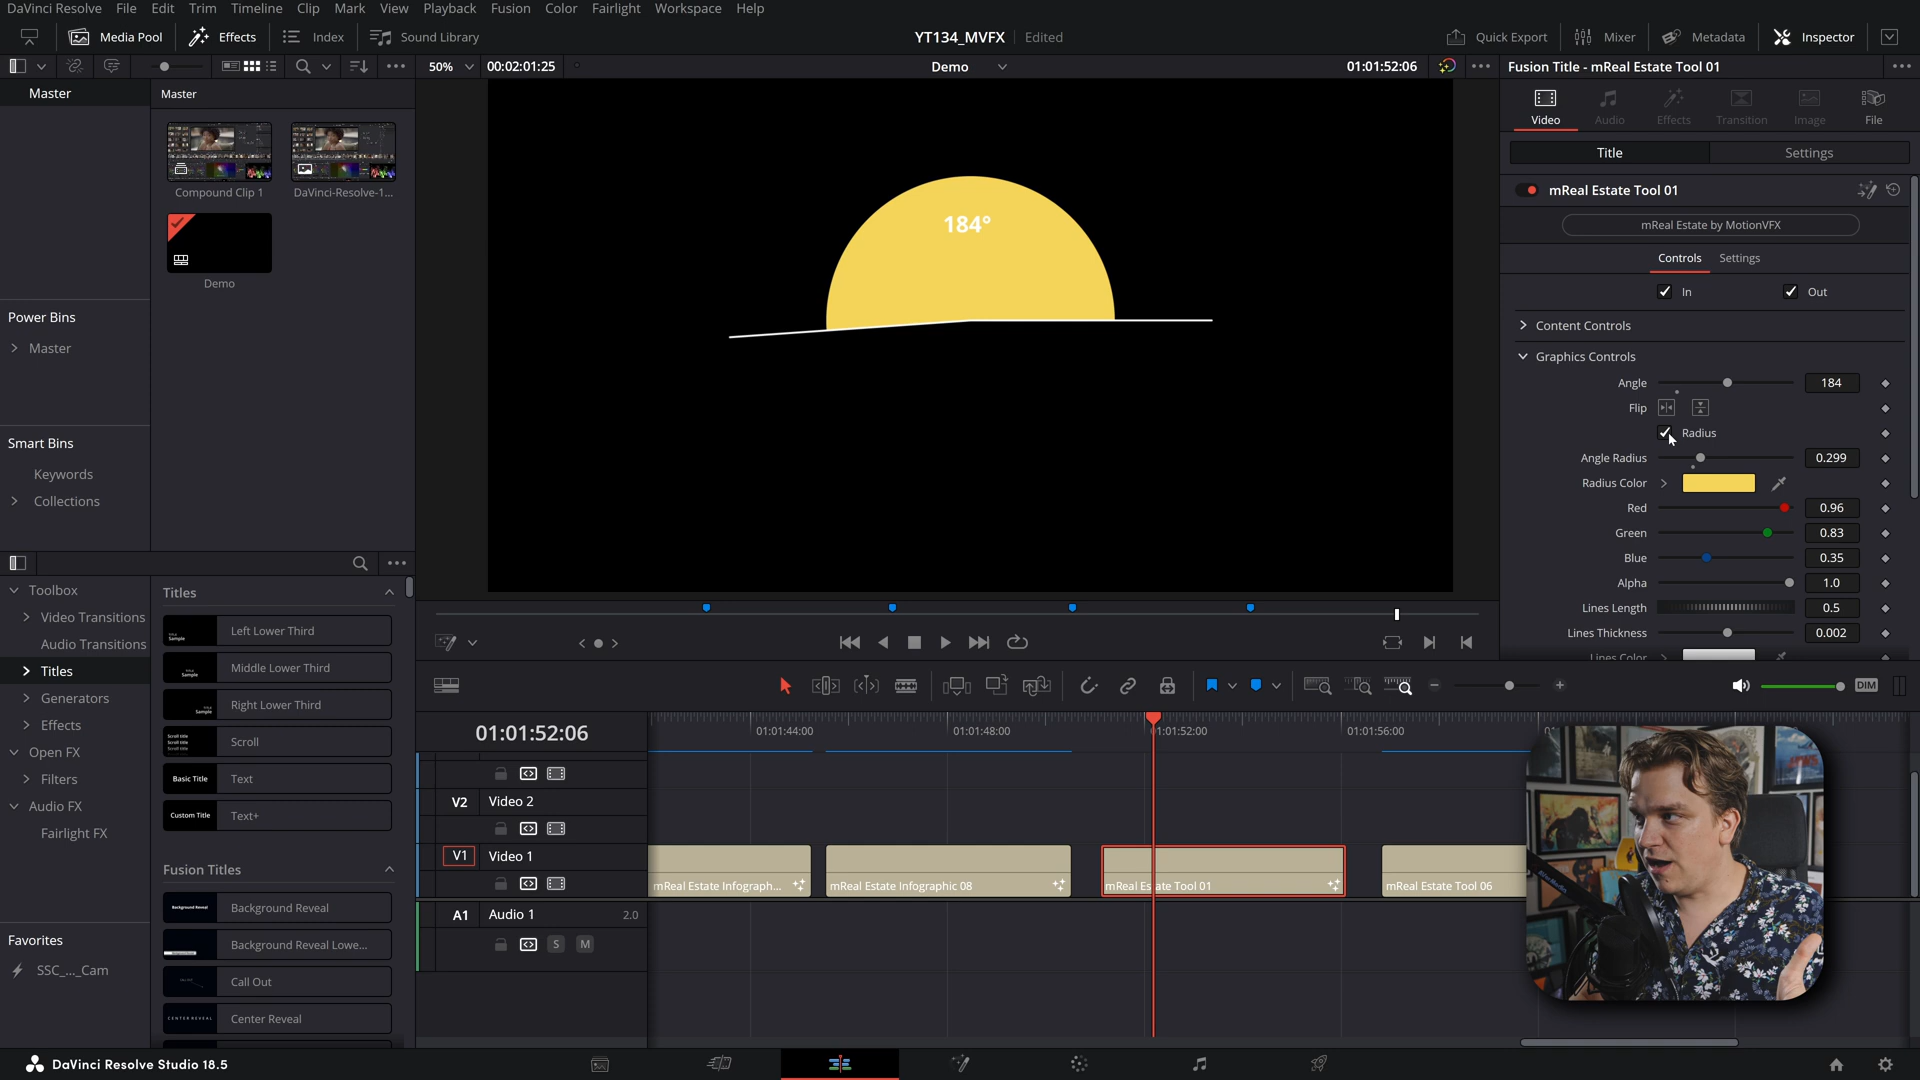 DaVinci Resolve File Edit Trim Timeline Clip Mark View Playback Fusion Color Fairlight Workspace Help
Media Pool Effects Index Sound Library YT134_MVFX Edited Quick Export Mixer Metadata Inspector
50% 00:02:01:25 Demo 01:01:52:06 Fusion Title - mReal Estate Tool 01
Master
Master
Compound Clip 1
DaVinci-Resolve-1...
Demo
Power Bins
Master
Smart Bins
Keywords
Collections
184°
Video Audio Effects Transition Image File
Title Settings
mReal Estate Tool 01
mReal Estate by MotionVFX
Controls Settings
In Out
Content Controls
Graphics Controls
Angle 184
Flip
Radius
Angle Radius 0.299
Radius Color
Red 0.96
Green 0.83
Blue 0.35
Alpha 1.0
Lines Length 0.5
Lines Thickness 0.002
Lines Color
Toolbox
Video Transitions
Audio Transitions
Titles
Generators
Effects
Open FX
Filters
Audio FX
Fairlight FX
Favorites
SSC_..._Cam
Titles
Left Lower Third
Middle Lower Third
Right Lower Third
Scroll
Basic Title Text
Custom Title Text+
Fusion Titles
Background Reveal
Background Reveal Lowe...
Call Out
CENTER REVEAL Center Reveal
DIM
01:01:52:06
01:01:44:00 01:01:48:00 01:01:52:00 01:01:56:00
V2 Video 2
V1 Video 1
mReal Estate Infograph... mReal Estate Infographic 08 mReal Estate Tool 01 mReal Estate Tool 06
A1 Audio 1 2.0
S M
DaVinci Resolve Studio 18.5